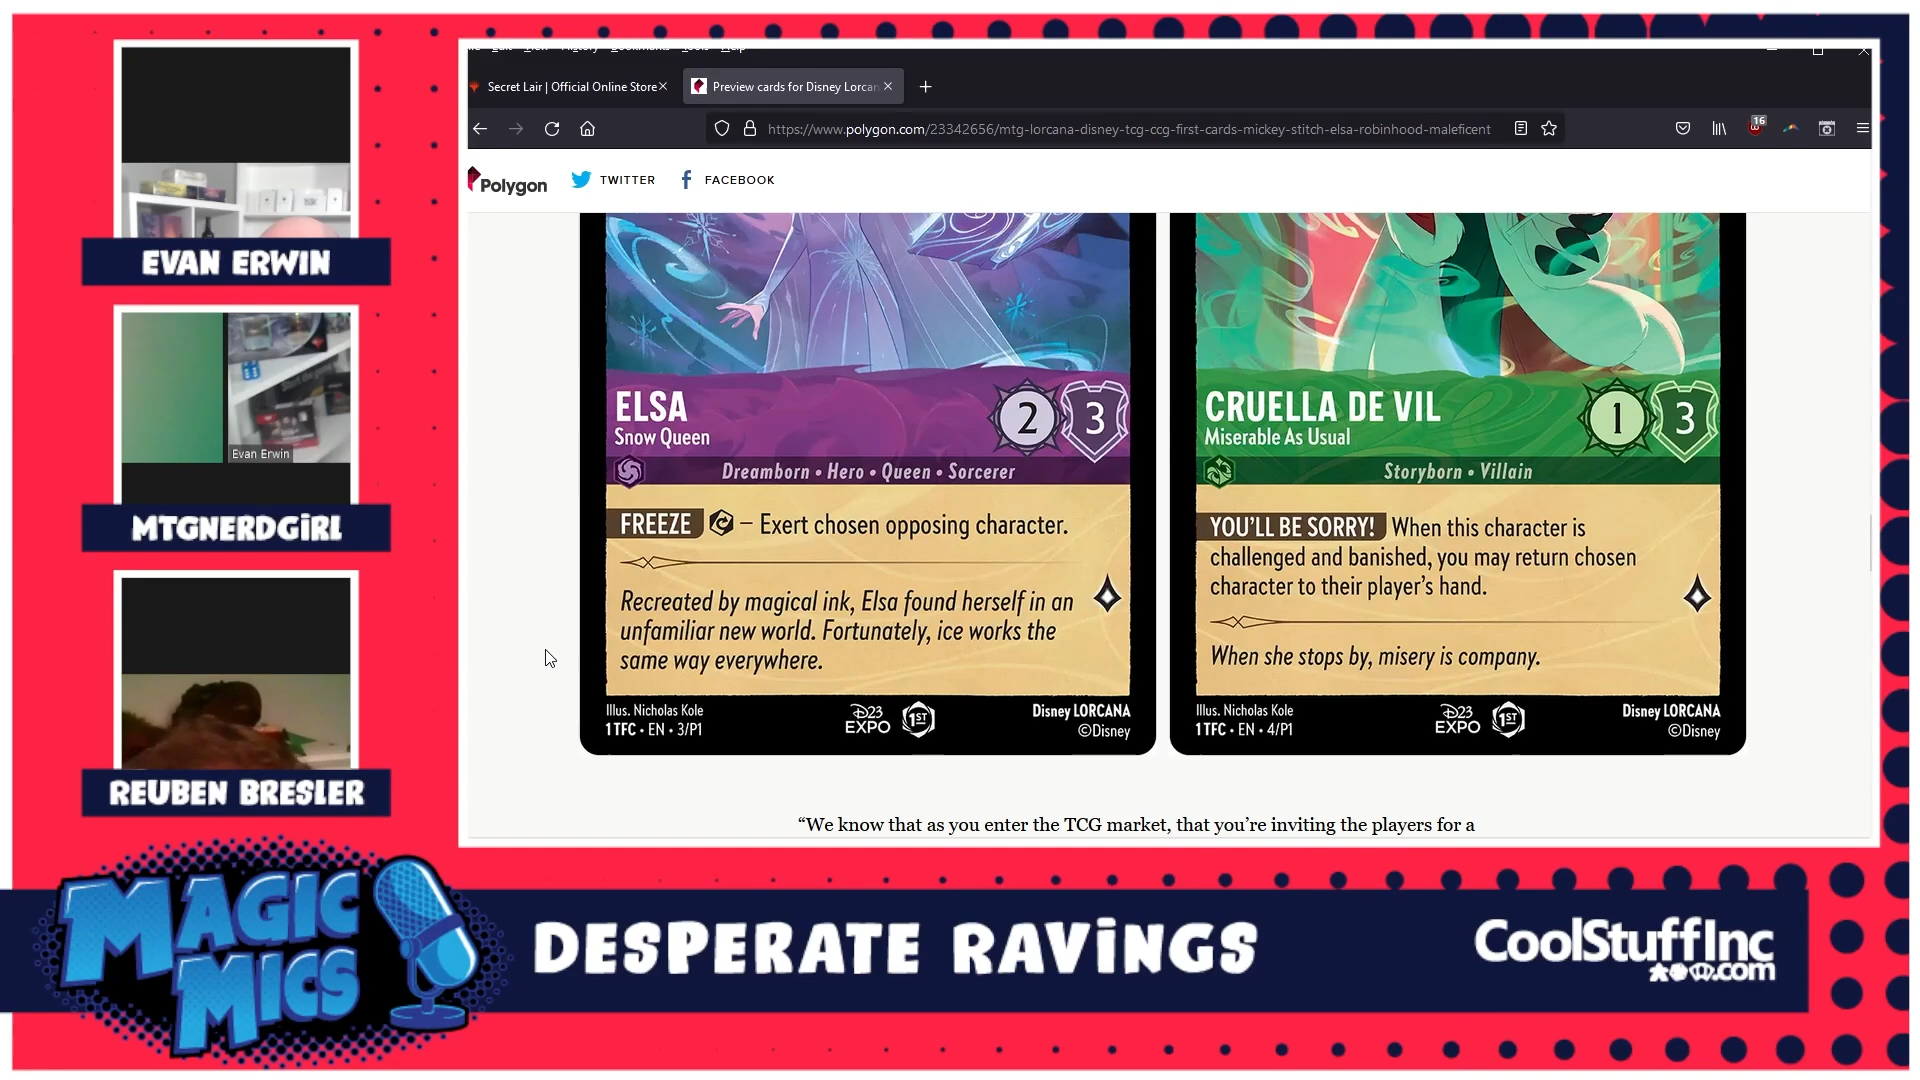 Edit View History Bookmarks Tools Help
Secret Lair | Official Online Store
Preview cards for Disney Lorcan
https://www.polygon.com/23342656/mtg-lorcana-disney-tcg-ccg-first-cards-mickey-stitch-elsa-robinhood-maleficent
16
Polygon
TWITTER
FACEBOOK
ELSA
Snow Queen
2
3
Dreamborn • Hero • Queen • Sorcerer
FREEZE – Exert chosen opposing character.
Recreated by magical ink, Elsa found herself in an
unfamiliar new world. Fortunately, ice works the
same way everywhere.
Illus. Nicholas Kole
1TFC • EN • 3/P1
D23
EXPO
1ST
Disney LORCANA
©Disney
CRUELLA DE VIL
Miserable As Usual
1
3
Storyborn • Villain
YOU'LL BE SORRY! When this character is
challenged and banished, you may return chosen
character to their player's hand.
When she stops by, misery is company.
Illus. Nicholas Kole
1TFC • EN • 4/P1
D23
EXPO
1ST
Disney LORCANA
©Disney
“We know that as you enter the TCG market, that you’re inviting the players for a
EVAN ERWIN
Evan Erwin
MTGNERDGIRL
REUBEN BRESLER
MAGIC
MICS
DESPERATE RAVINGS
CoolStuffInc
.com